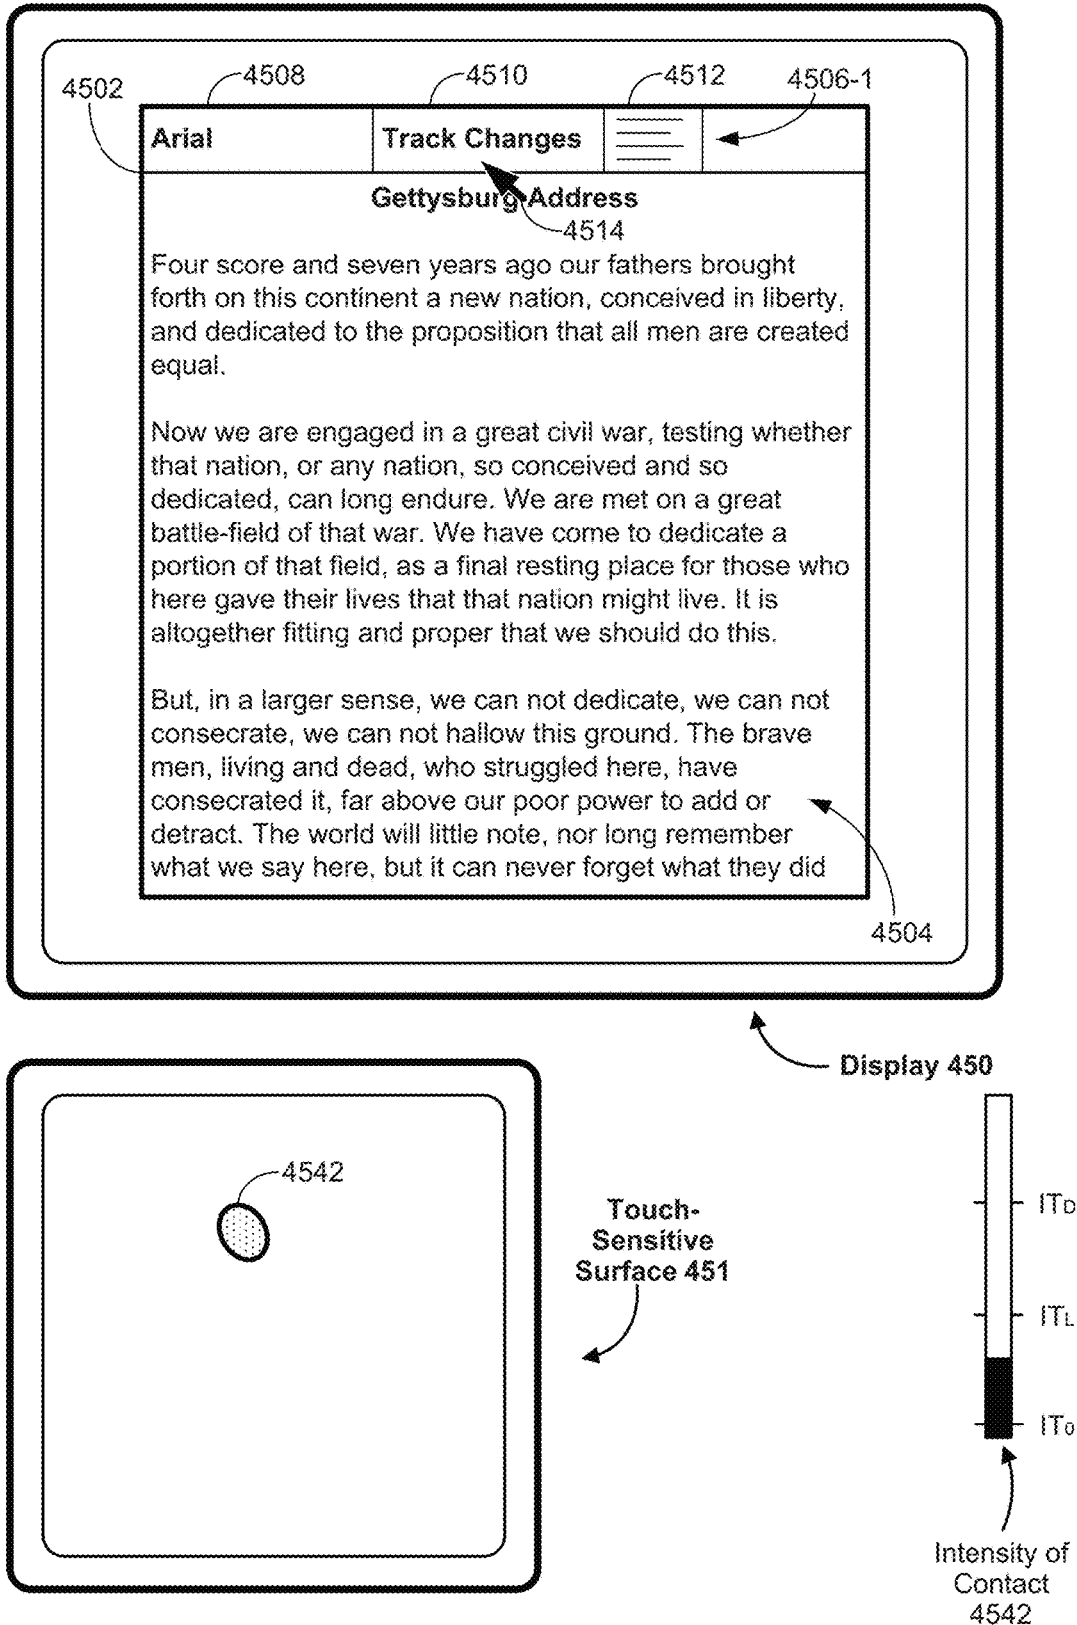 4502
4508
4510
4512
4506-1
Arial
Track Changes
Gettysburg Address
4514
Four score and seven years ago our fathers brought
forth on this continent a new nation, conceived in liberty,
and dedicated to the proposition that all men are created
equal.
Now we are engaged in a great civil war, testing whether
that nation, or any nation, so conceived and so
dedicated, can long endure. We are met on a great
battle-field of that war. We have come to dedicate a
portion of that field, as a final resting place for those who
here gave their lives that that nation might live. It is
altogether fitting and proper that we should do this.
But, in a larger sense, we can not dedicate, we can not
consecrate, we can not hallow this ground. The brave
men, living and dead, who struggled here, have
consecrated it, far above our poor power to add or
detract. The world will little note, nor long remember
what we say here, but it can never forget what they did
4504
Display 450
4542
Touch-
Sensitive
Surface 451
ITD
ITL
IT0
Intensity of
Contact
4542